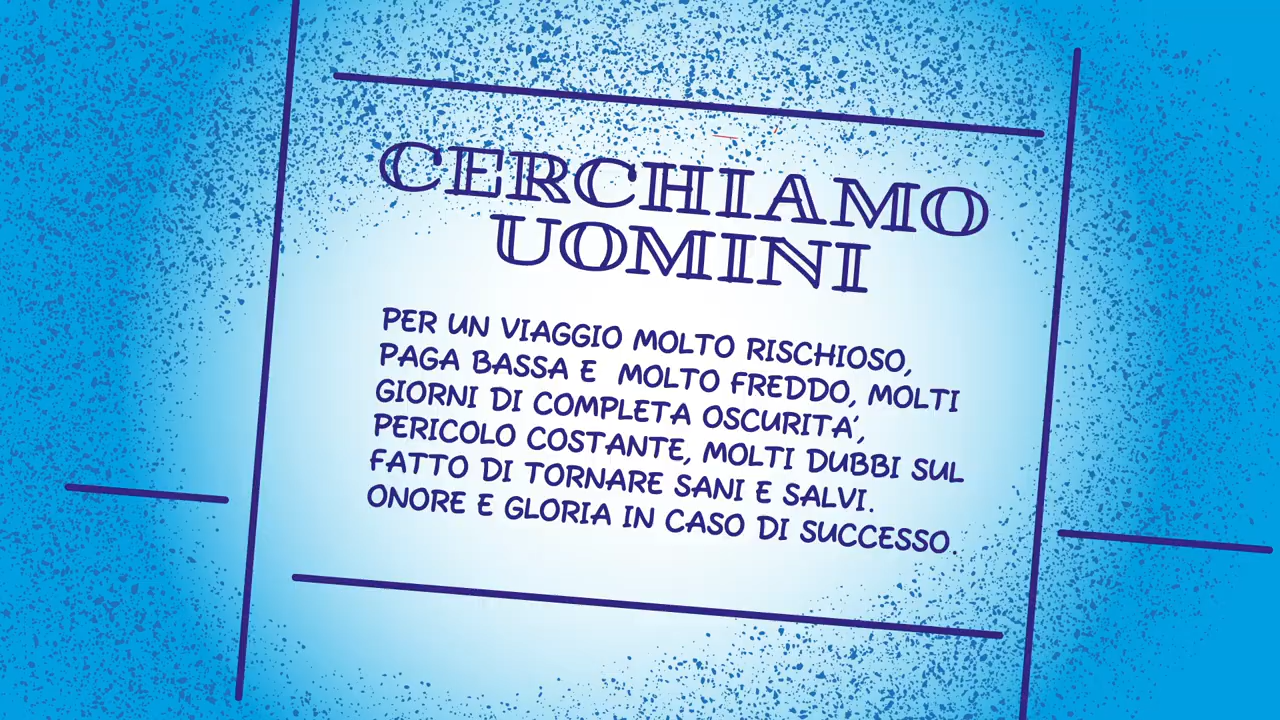 CERCHIAMO
UOMINI
PER UN VIAGGIO MOLTO RISCHIOSO,
PAGA BASSA E MOLTO FREDDO, MOLTI
GIORNI DI COMPLETA OSCURITA',
PERICOLO COSTANTE, MOLTI DUBBI SUL
FATTO DI TORNARE SANI E SALVI.
ONORE E GLORIA IN CASO DI SUCCESSO.